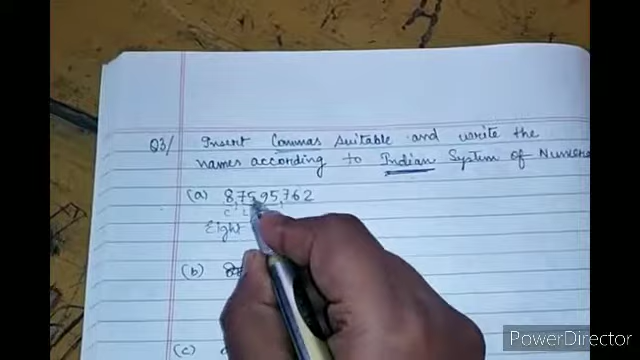 Q3/ Insert Commas suitable and write the
names according to Indian System of Numera
(a) 8,75,95,762
C L
Eight
(b)
(c)
PowerDirector